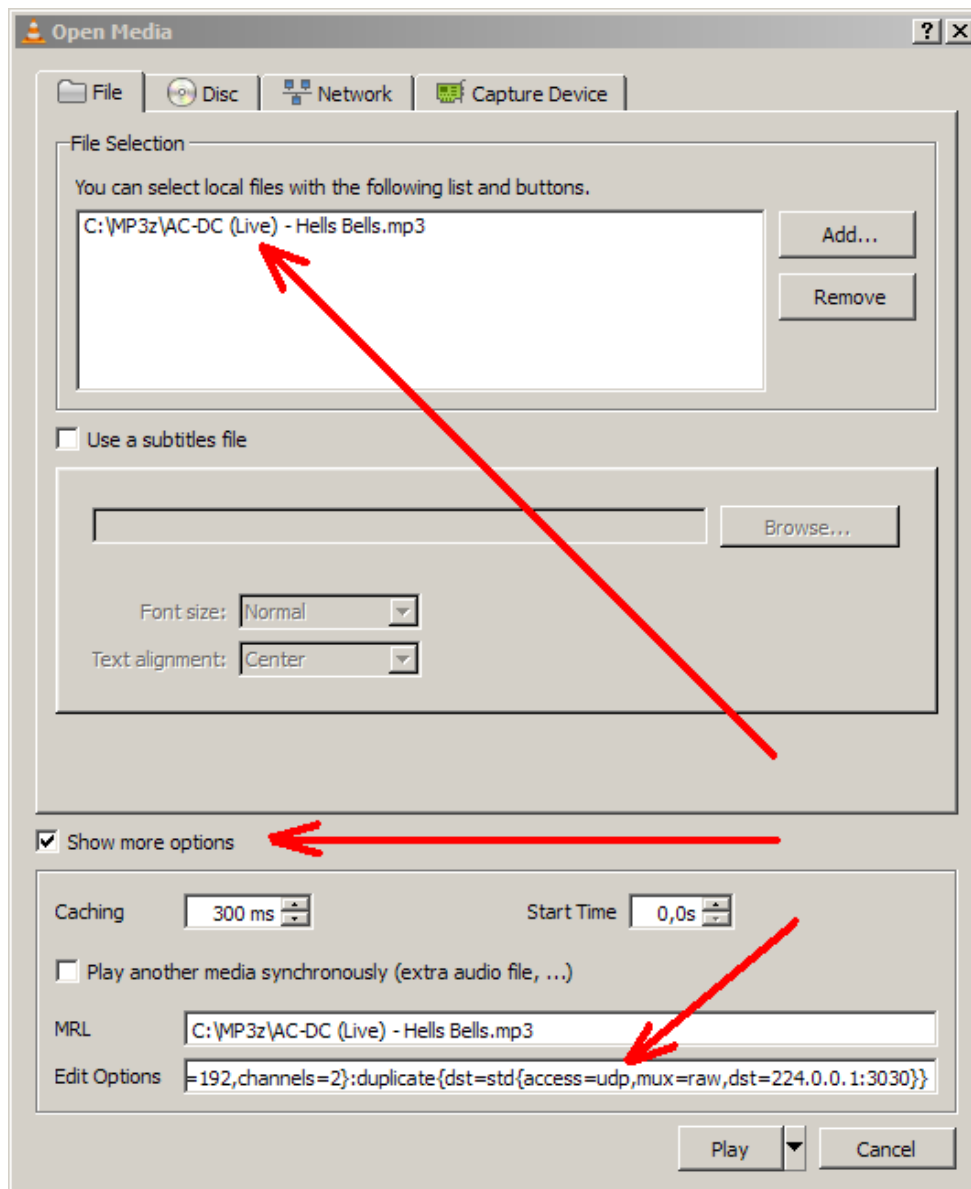 Open Media
File Disc Network Capture Device
File Selection
You can select local files with the following list and buttons.
C:\MP3z\AC-DC (Live) - Hells Bells.mp3
Add...
Remove
Use a subtitles file
Browse...
Font size: Normal
Text alignment: Center
Show more options
Caching 300 ms Start Time 0,0s
Play another media synchronously (extra audio file, ...)
MRL C:\MP3z\AC-DC (Live) - Hells Bells.mp3
Edit Options =192,channels=2}:duplicate{dst=std{access=udp,mux=raw,dst=224.0.0.1:3030}}
Play Cancel